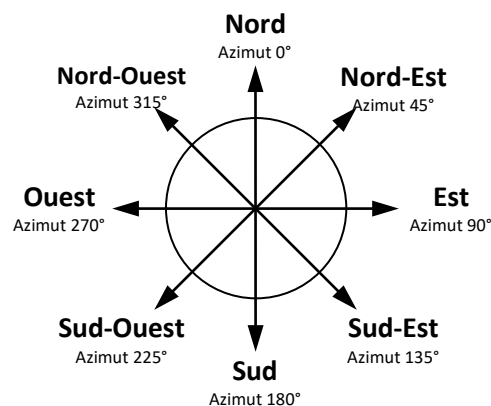 Nord
Azimut 0°
Nord-Ouest
Azimut 315°
Nord-Est
Azimut 45°
Ouest
Azimut 270°
Est
Azimut 90°
Sud-Ouest
Azimut 225°
Sud-Est
Azimut 135°
Sud
Azimut 180°